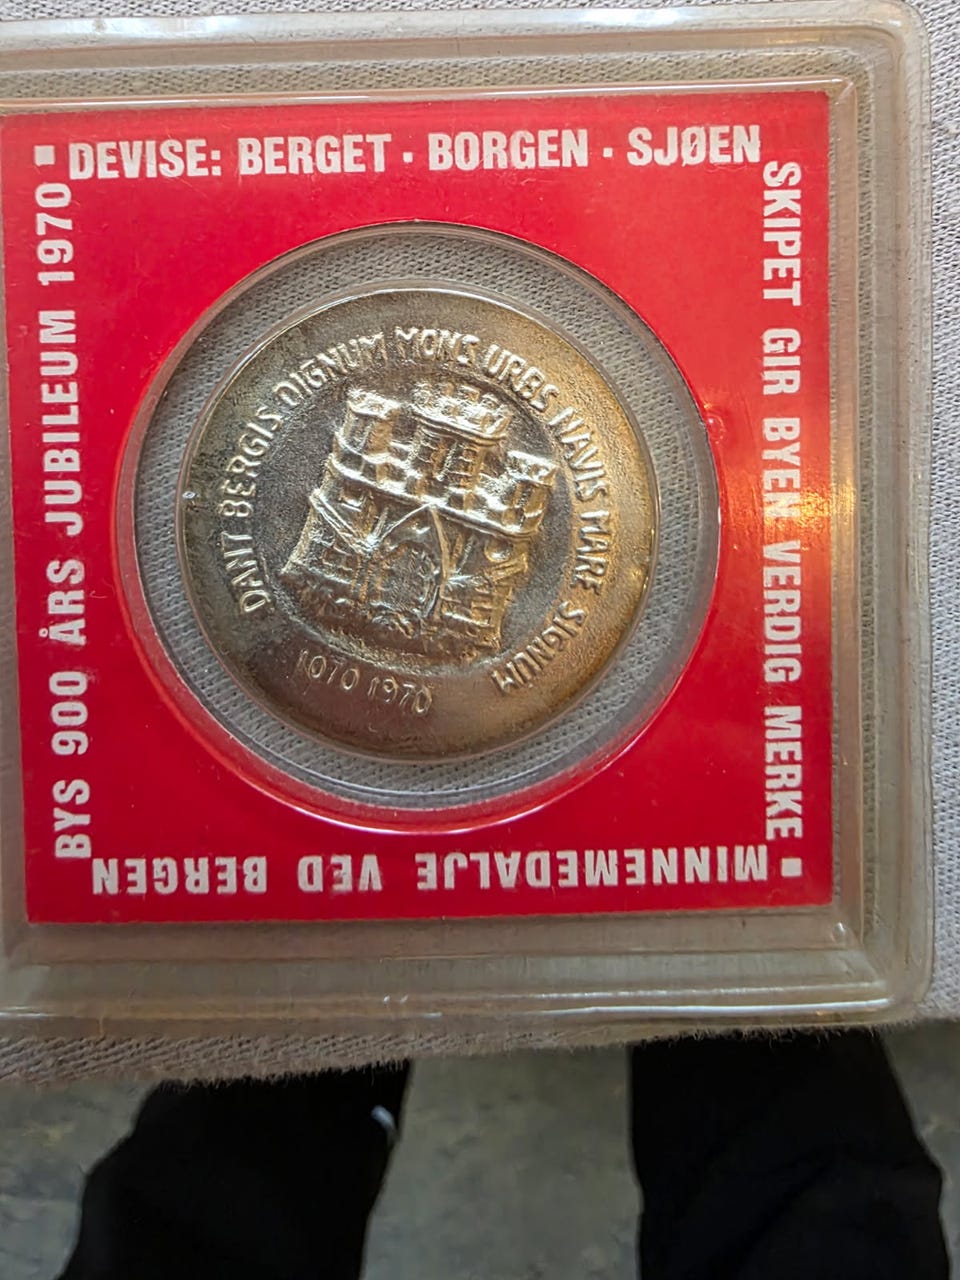 ■ DEVISE: BERGET · BORGEN · SJØEN
SKIPET GIR BYEN VERDIG MERKE
■ MINNEMEDALJE VED BERGEN
BYS 900 ÅRS JUBILEUM 1970
DANT BERGIS DIGNUM MONS URBS NAVIS MARE SIGNUM
1070 1970